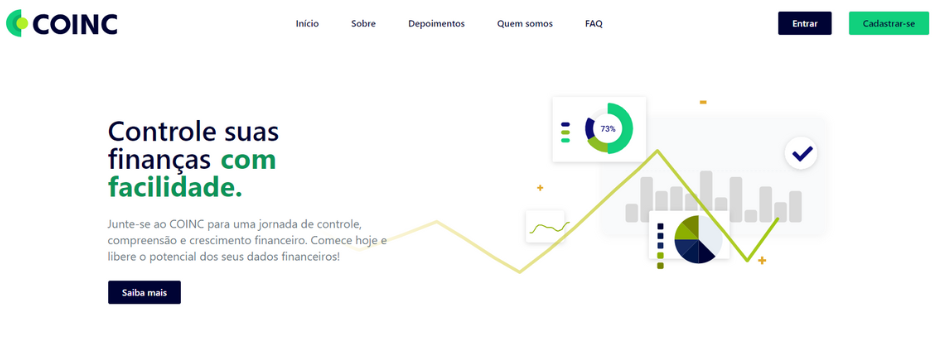 COINC
Início Sobre Depoimentos Quem somos FAQ
Entrar Cadastrar-se
Controle suas
finanças com
facilidade.
73%
Junte-se ao COINC para uma jornada de controle,
compreensão e crescimento financeiro. Comece hoje e
libere o potencial dos seus dados financeiros!
Saiba mais